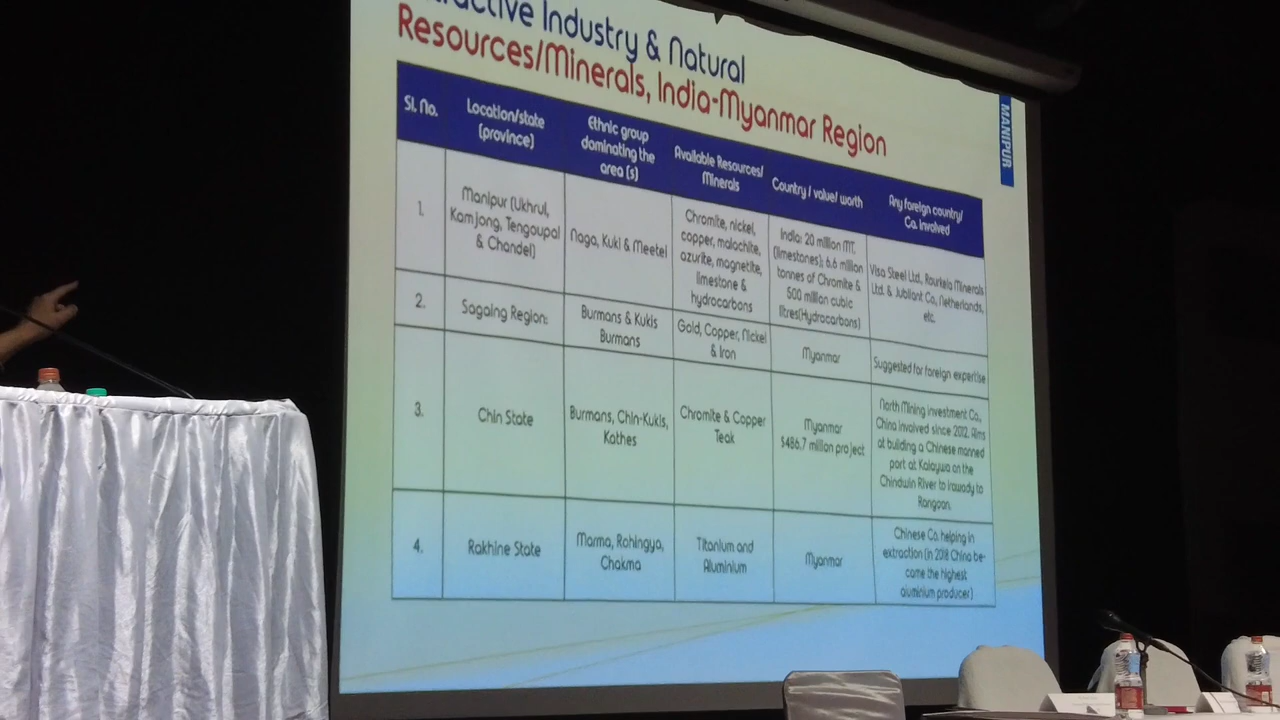 tractive Industry & Natural
Resources/Minerals, India-Myanmar Region
MANIPUR
Sl. No.
Location/state
(province)
Ethnic group
dominating the
area (s)
Available Resources/
Minerals
Country / value/ worth
Any foreign country/
Co. involved
1.
Manipur (Ukhrul,
Kamjong, Tengoupal
& Chandel)
Naga, Kuki & Meetei
Chromite, nickel,
copper, malachite,
azurite, magnetite,
limestone &
hydrocarbons
India: 20 million MT.
(limestones); 6.6 million
tonnes of Chromite &
500 million cubic
litres(Hydrocarbons)
Visa Steel Ltd., Rourkela Minerals
Ltd. & Jubliant Co, Netherlands,
etc.
2.
Sagaing Region:
Burmans & Kukis
Burmans
Gold, Copper, Nickel
& Iron
Myanmar
Suggested for foreign expertise
3.
Chin State
Burmans, Chin-Kukis,
Kathes
Chromite & Copper
Teak
Myanmar
$486.7 million project
North Mining investment Co.,
China involved since 2012. Aims
at building a Chinese manned
port at Kalaywa on the
Chindwin River to Irawady to
Rangoon.
4.
Rakhine State
Marma, Rohingya,
Chakma
Titanium and
Aluminium
Myanmar
Chinese Co. helping in
extraction (in 2018 China be-
came the highest
aluminium producer)